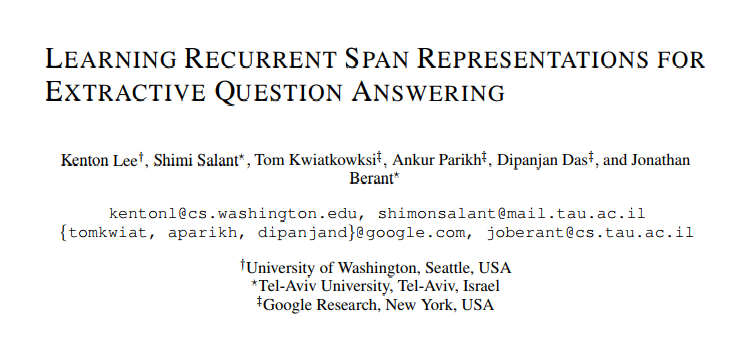 LEARNING RECURRENT SPAN REPRESENTATIONS FOR
EXTRACTIVE QUESTION ANSWERING
Kenton Lee†, Shimi Salant*, Tom Kwiatkowksi‡, Ankur Parikh‡, Dipanjan Das‡, and Jonathan
Berant*
kentonl@cs.washington.edu, shimonsalant@mail.tau.ac.il
{tomkwiat, aparikh, dipanjand}@google.com, joberant@cs.tau.ac.il
†University of Washington, Seattle, USA
*Tel-Aviv University, Tel-Aviv, Israel
‡Google Research, New York, USA